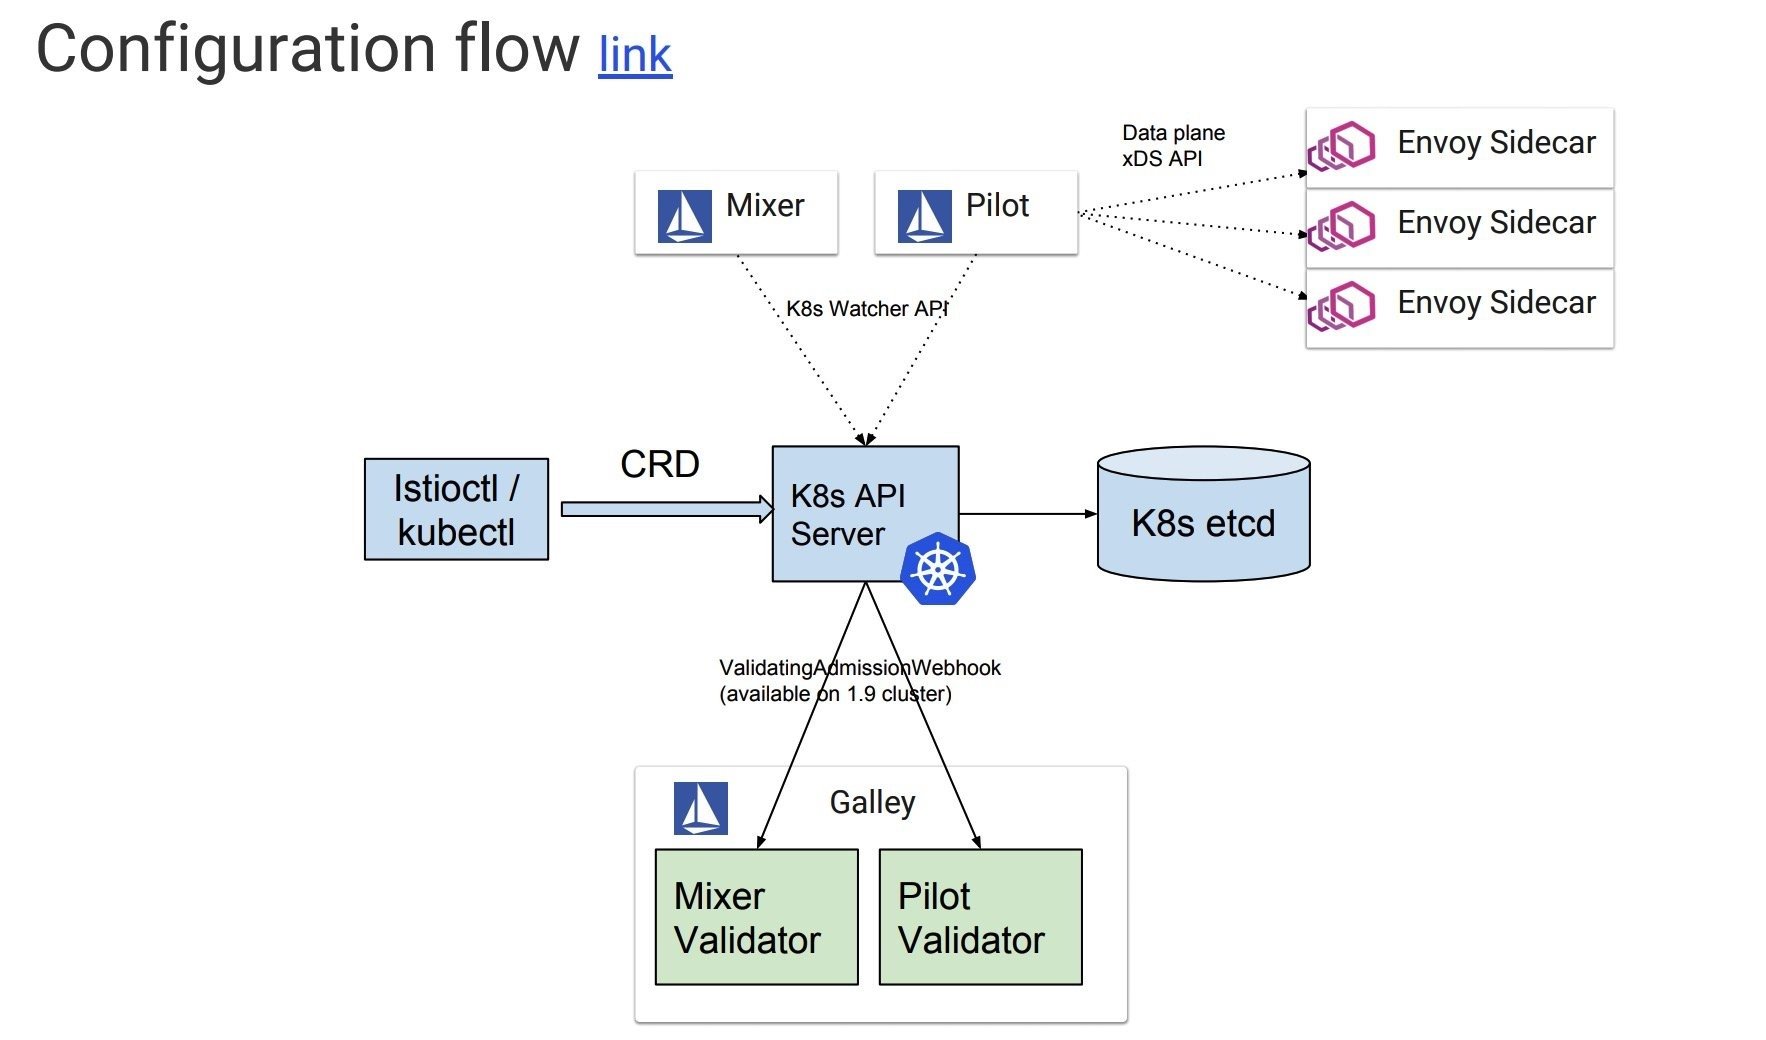 Configuration flow link
Data plane
xDS API
Envoy Sidecar
Mixer
Pilot
Envoy Sidecar
K8s Watcher API
Envoy Sidecar
Istioctl /
kubectl
CRD
K8s API
Server
K8s etcd
ValidatingAdmissionWebhook
(available on 1.9 cluster)
Galley
Mixer
Validator
Pilot
Validator